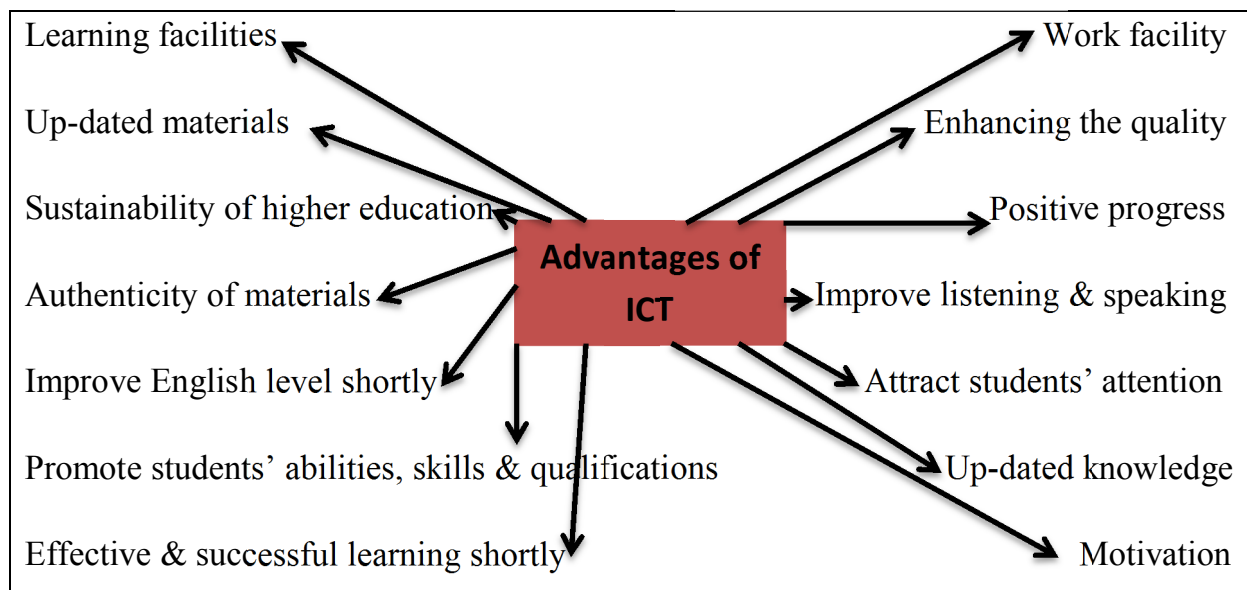 Learning facilities
Work facility
Up-dated materials
Enhancing the quality
Sustainability of higher education
Positive progress
Advantages of
ICT
Authenticity of materials
Improve listening & speaking
Improve English level shortly
Attract students’ attention
Promote students’ abilities, skills & qualifications
Up-dated knowledge
Effective & successful learning shortly
Motivation